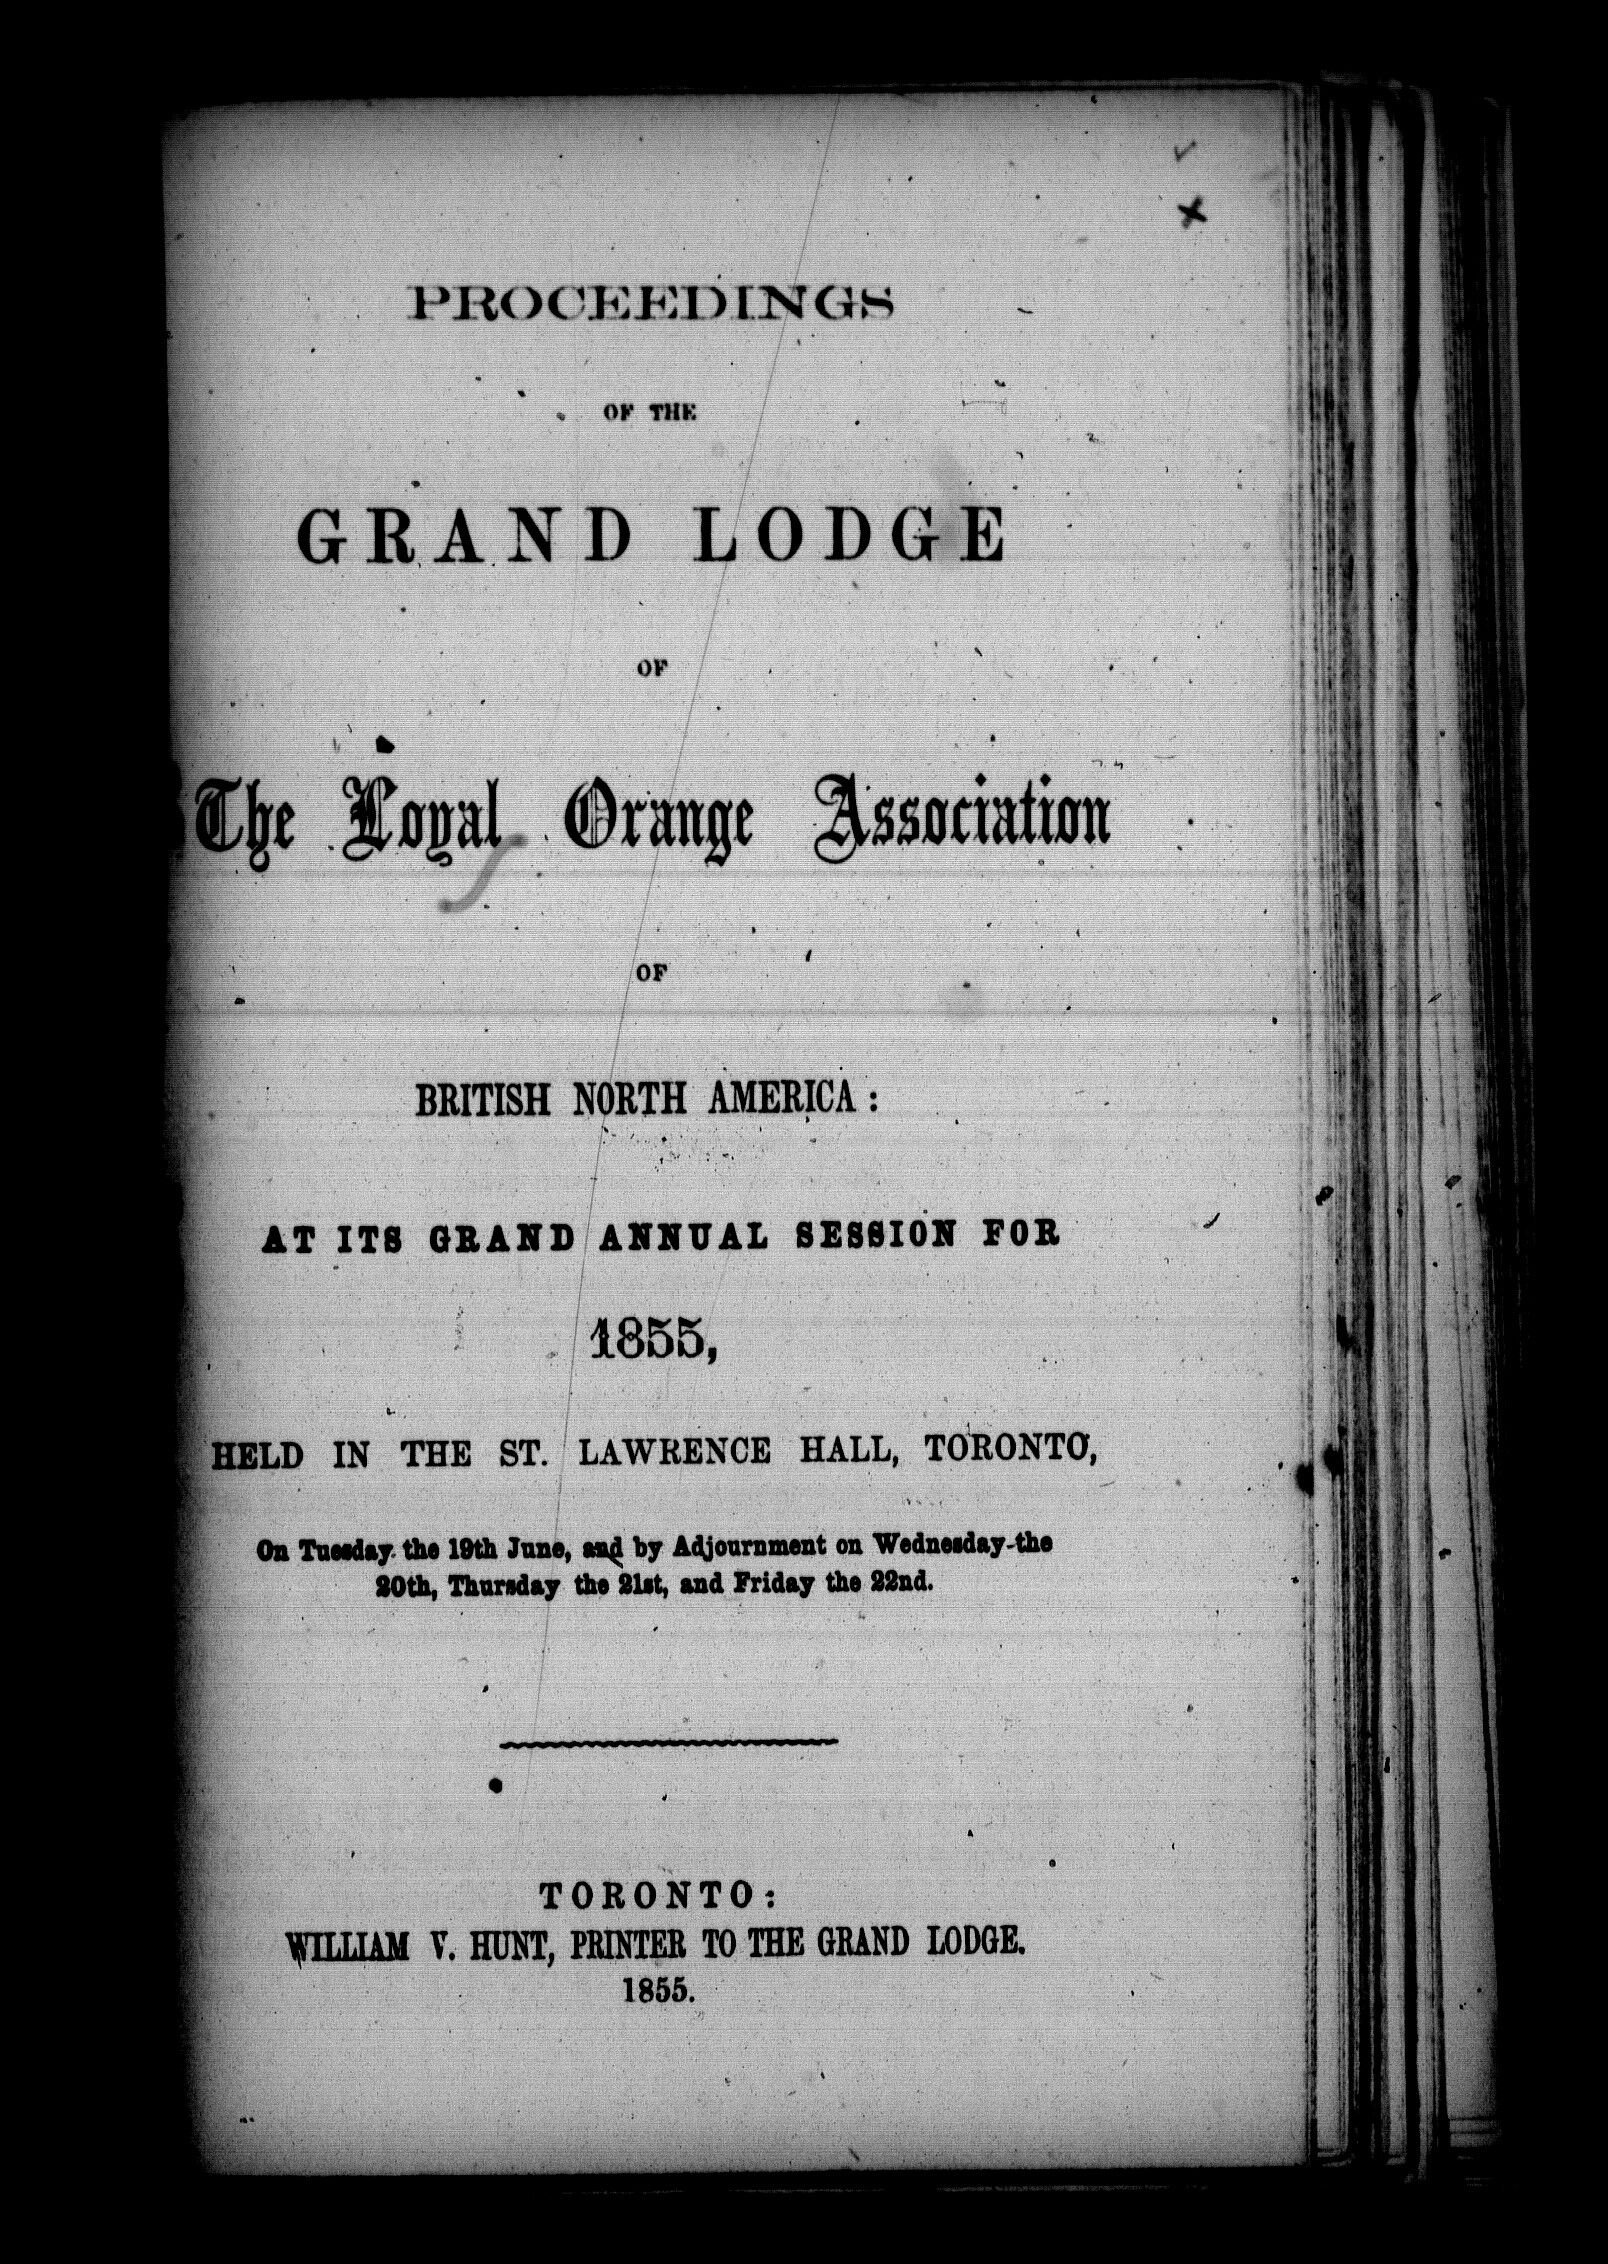 PROCEEDINGS
OF THE
GRAND LODGE
OF
The Loyal Orange Association
OF
BRITISH NORTH AMERICA:
AT ITS GRAND ANNUAL SESSION FOR
1855,
HELD IN THE ST. LAWRENCE HALL, TORONTO,
On Tuesday the 19th June, and by Adjournment on Wednesday the
20th, Thursday the 21st, and Friday the 22nd.
TORONTO:
WILLIAM V. HUNT, PRINTER TO THE GRAND LODGE.
1855.